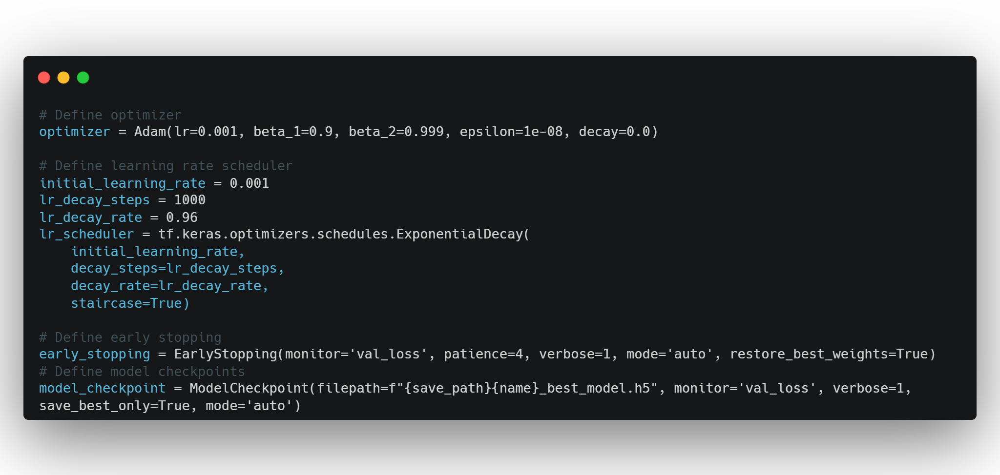 # Define optimizer
optimizer = Adam(lr=0.001, beta_1=0.9, beta_2=0.999, epsilon=1e-08, decay=0.0)
# Define learning rate scheduler
initial_learning_rate = 0.001
lr_decay_steps = 1000
lr_decay_rate = 0.96
lr_scheduler = tf.keras.optimizers.schedules.ExponentialDecay(
    initial_learning_rate,
    decay_steps=lr_decay_steps,
    decay_rate=lr_decay_rate,
    staircase=True)
# Define early stopping
early_stopping = EarlyStopping(monitor='val_loss', patience=4, verbose=1, mode='auto', restore_best_weights=True)
# Define model checkpoints
model_checkpoint = ModelCheckpoint(filepath=f"{save_path}{name}_best_model.h5", monitor='val_loss', verbose=1,
save_best_only=True, mode='auto')